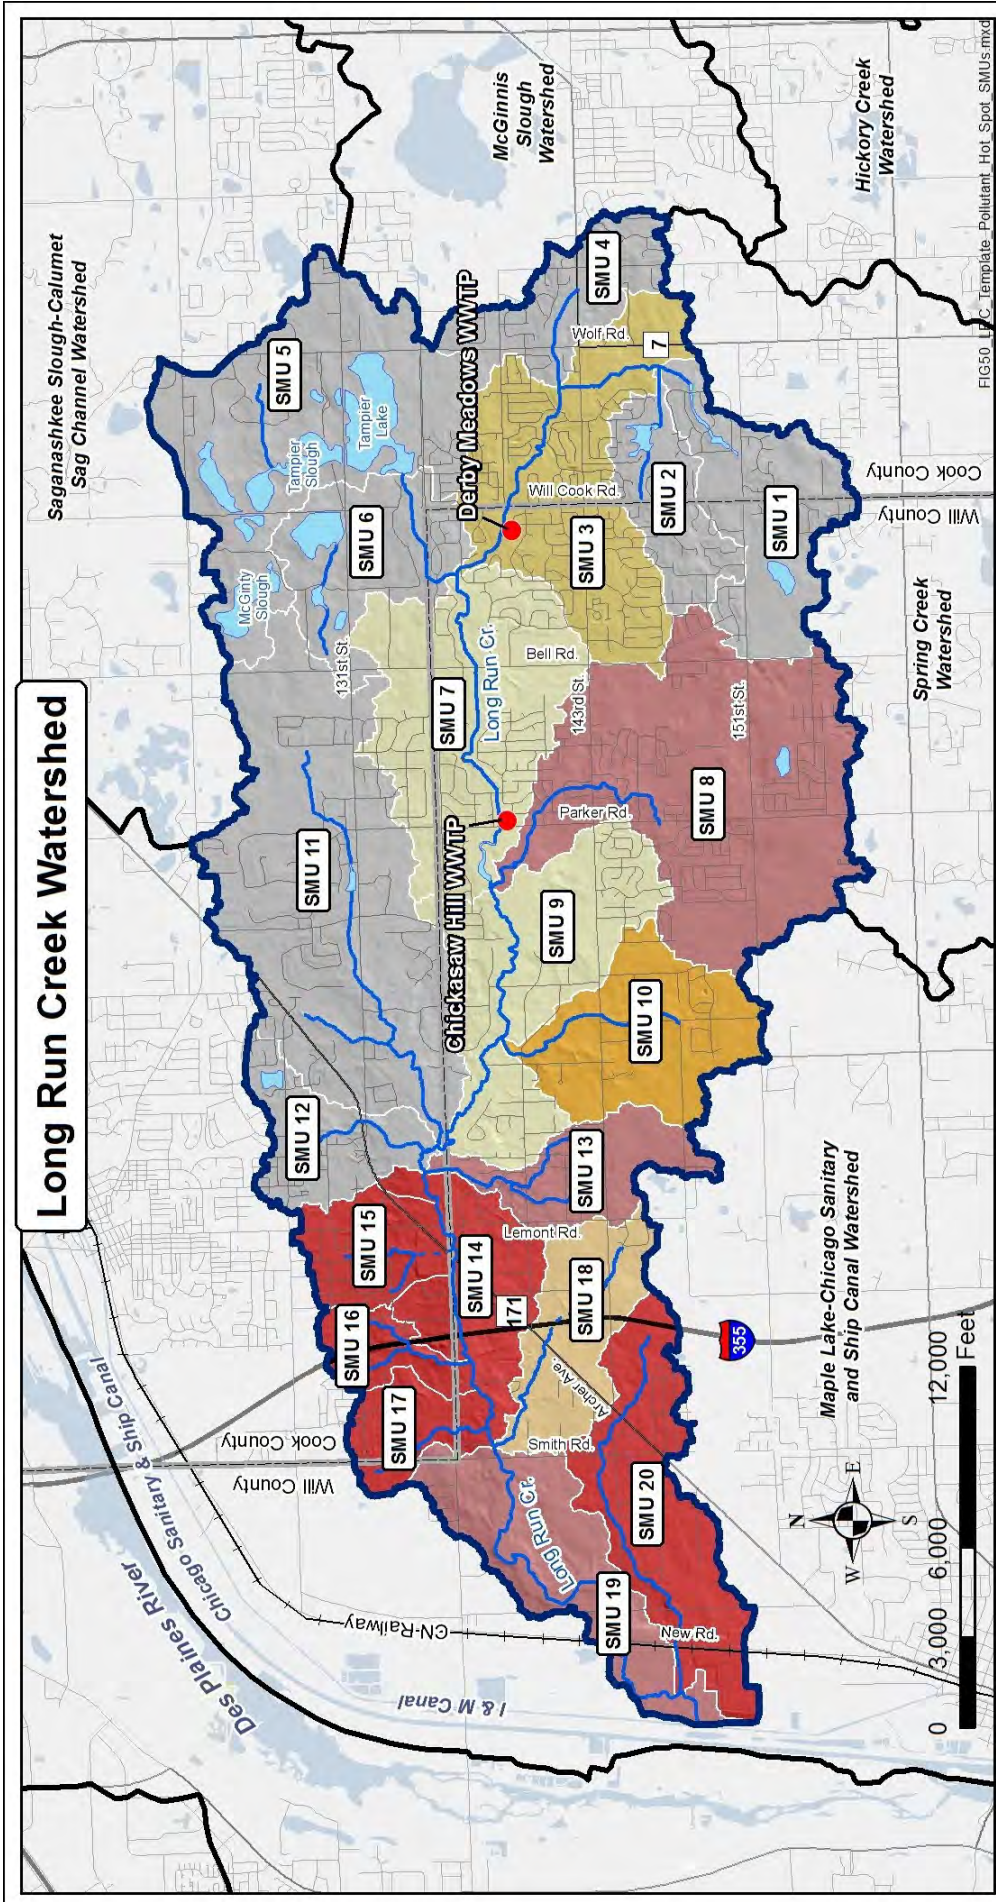 Long Run Creek Watershed
Saganashkee Slough-Calumet
Sag Channel Watershed
McGinnis
Slough
Watershed
Hickory Creek
Watershed
Spring Creek
Watershed
Maple Lake-Chicago Sanitary
and Ship Canal Watershed
Des Plaines River
Chicago Sanitary & Ship Canal
I & M Canal
CN-Railway
Will County
Cook County
Cook County
Will County
SMU 1
SMU 2
SMU 3
SMU 4
SMU 5
SMU 6
SMU 7
SMU 8
SMU 9
SMU 10
SMU 11
SMU 12
SMU 13
SMU 14
SMU 15
SMU 16
SMU 17
SMU 18
SMU 19
SMU 20
Tampier
Slough
Tampier
Lake
McGinty
Slough
Derby Meadows WWTP
Chickasaw Hill WWTP
Long Run Cr.
Long Run Cr.
131st St.
143rd St.
151st St.
Wolf Rd.
Will Cook Rd.
Bell Rd.
Parker Rd.
Lemont Rd.
Archer Ave.
Smith Rd.
New Rd.
7
171
355
N
W
E
S
0 3,000 6,000 12,000
Feet